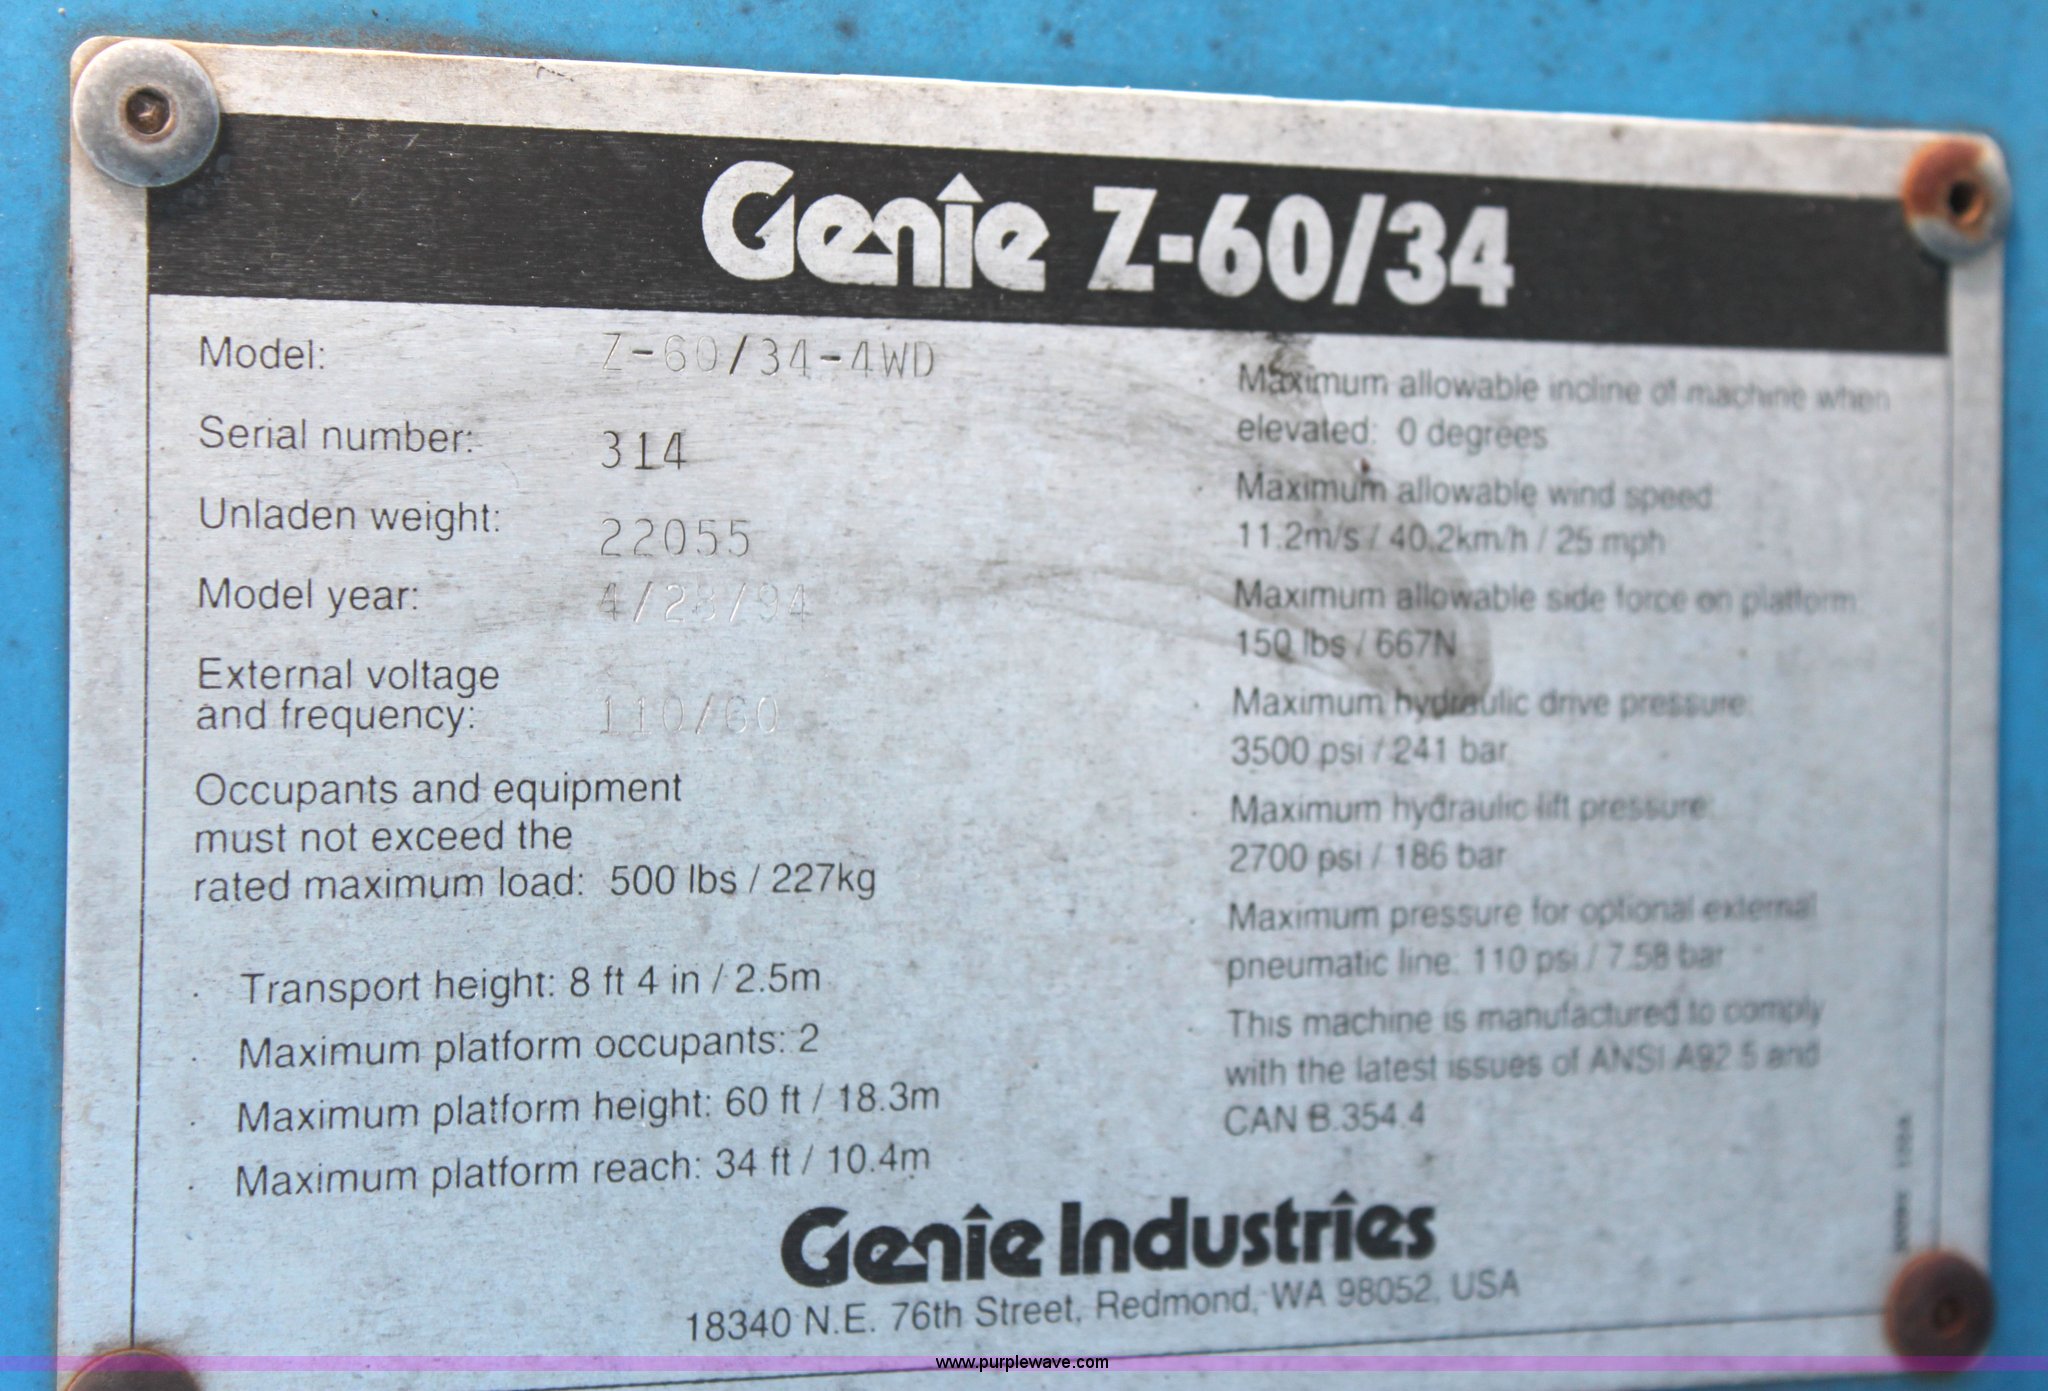 Genie Z-60/34
Model: Z-60/34-4WD
Serial number: 314
Unladen weight: 22055
Model year: 4/28/94
External voltage
and frequency: 110/60
Occupants and equipment
must not exceed the
rated maximum load: 500 lbs / 227kg
· Transport height: 8 ft 4 in / 2.5m
· Maximum platform occupants: 2
· Maximum platform height: 60 ft / 18.3m
· Maximum platform reach: 34 ft / 10.4m
· Maximum allowable incline of machine when
elevated: 0 degrees
· Maximum allowable wind speed:
11.2m/s / 40.2km/h / 25 mph
· Maximum allowable side force on platform:
150 lbs / 667N
· Maximum hydraulic drive pressure:
3500 psi / 241 bar
· Maximum hydraulic lift pressure:
2700 psi / 186 bar
· Maximum pressure for optional external
pneumatic line: 110 psi / 7.58 bar
· This machine is manufactured to comply
with the latest issues of ANSI A92.5 and
CAN B.354.4
Genie Industries
18340 N.E. 76th Street, Redmond, WA 98052, USA
www.purplewave.com